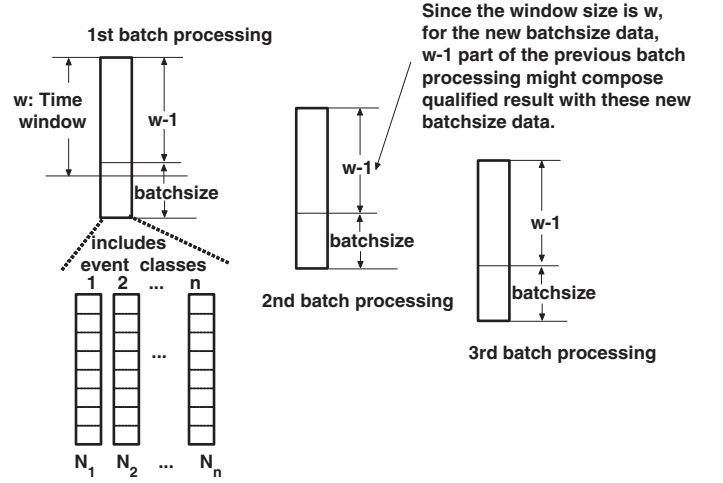 Since the window size is w,
for the new batchsize data,
w-1 part of the previous batch
processing might compose
qualified result with these new
batchsize data.
1st batch processing
w: Time
window
w-1
batchsize
includes
event classes
1 2 ... n
...
N1 N2 ... Nn
w-1
batchsize
2nd batch processing
w-1
batchsize
3rd batch processing